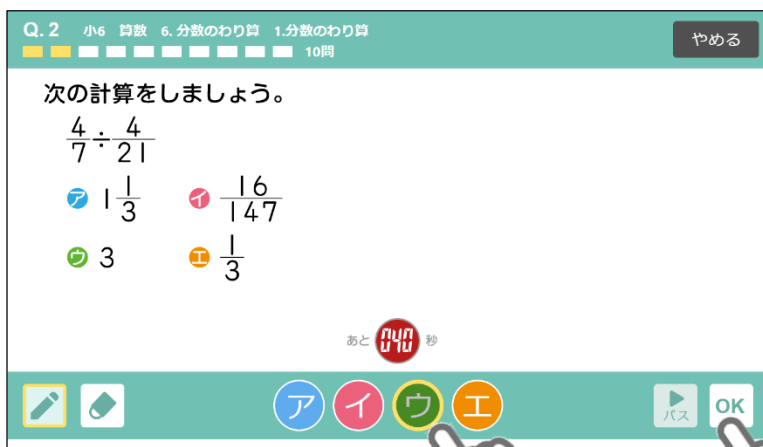 Q. 2 小6 算数 6. 分数のわり算 1.分数のわり算
10問
やめる
次の計算をしましょう。
4/7÷4/21
ア 1 1/3 イ 16/147
ウ 3 エ 1/3
あと 040 秒
ア イ ウ エ
パス OK